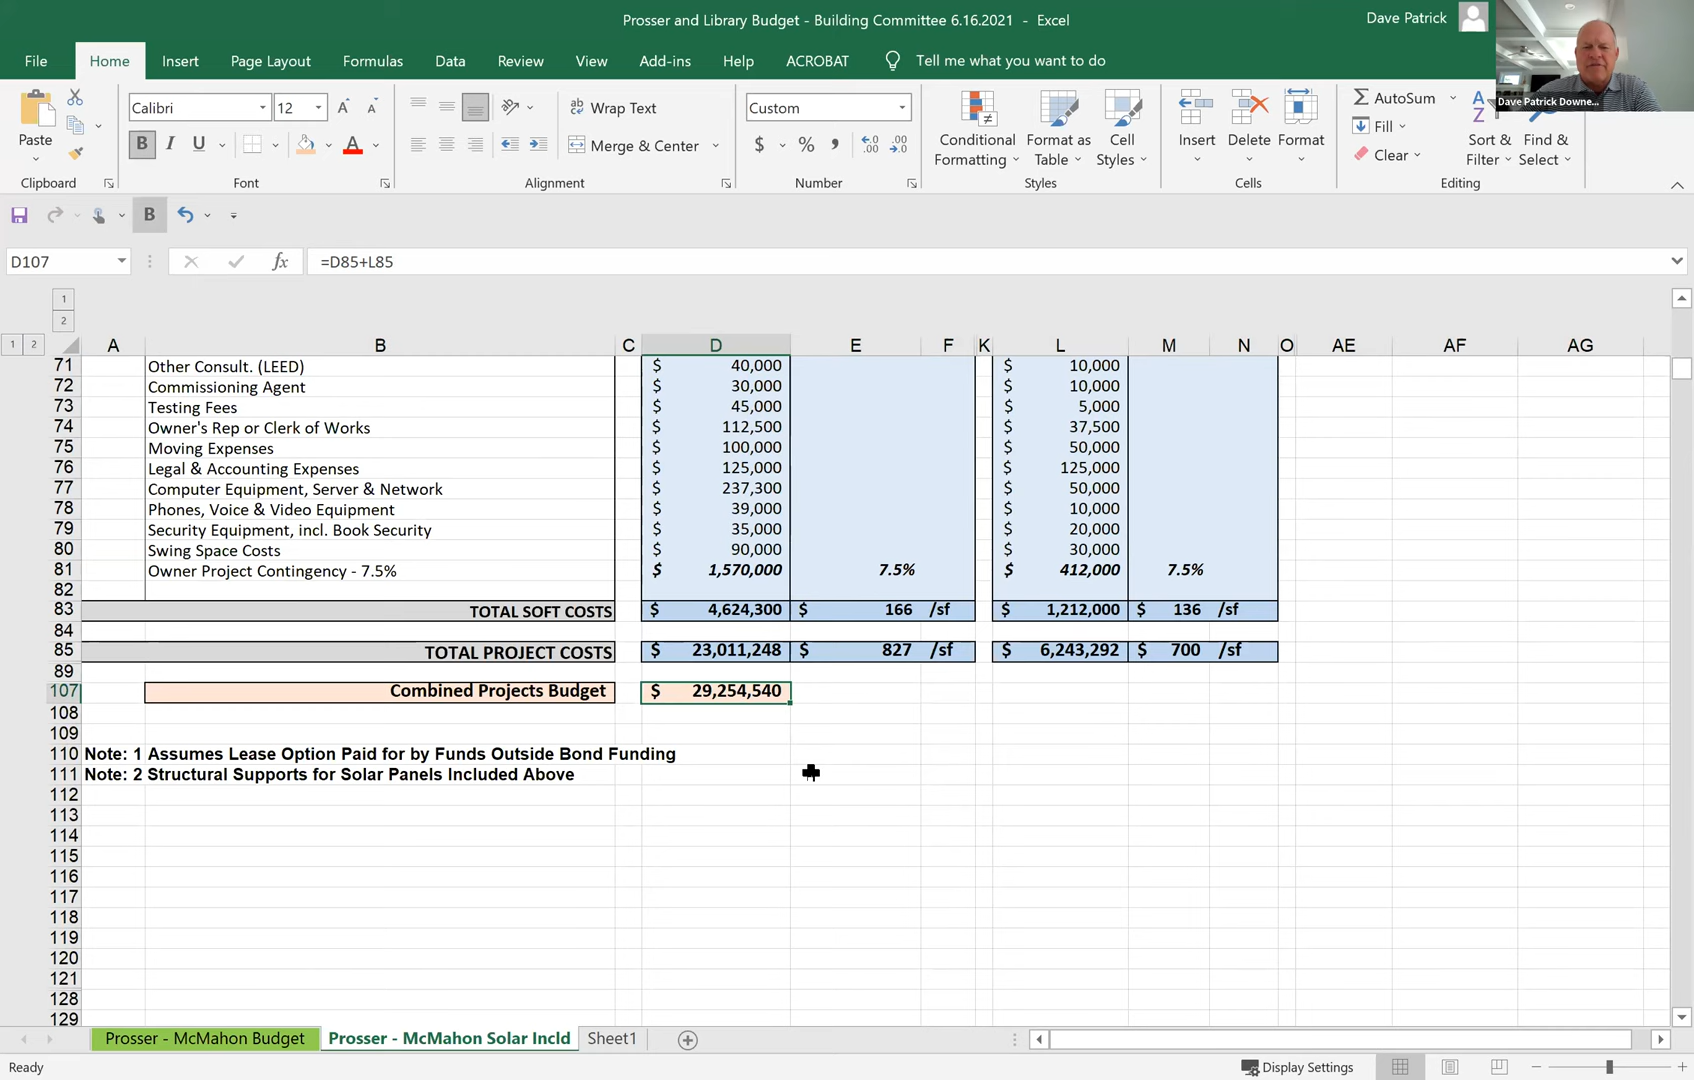 Prosser and Library Budget - Building Committee 6.16.2021 - Excel
Dave Patrick
File Home Insert Page Layout Formulas Data Review View Add-ins Help ACROBAT Tell me what you want to do
Dave Patrick Downe...
Calibri 12 A A Wrap Text Custom AutoSum
Paste B I U A Merge & Center $ % , Conditional Formatting Format as Table Cell Styles Insert Delete Format Fill Clear Sort & Filter Find & Select
Clipboard Font Alignment Number Styles Cells Editing
B
D107 fx =D85+L85
1
2
1 2 A B C D E F K L M N O AE AF AG
71 Other Consult. (LEED) $ 40,000 $ 10,000
72 Commissioning Agent $ 30,000 $ 10,000
73 Testing Fees $ 45,000 $ 5,000
74 Owner's Rep or Clerk of Works $ 112,500 $ 37,500
75 Moving Expenses $ 100,000 $ 50,000
76 Legal & Accounting Expenses $ 125,000 $ 125,000
77 Computer Equipment, Server & Network $ 237,300 $ 50,000
78 Phones, Voice & Video Equipment $ 39,000 $ 10,000
79 Security Equipment, incl. Book Security $ 35,000 $ 20,000
80 Swing Space Costs $ 90,000 $ 30,000
81 Owner Project Contingency - 7.5% $ 1,570,000 7.5% $ 412,000 7.5%
82
83 TOTAL SOFT COSTS $ 4,624,300 $ 166 /sf $ 1,212,000 $ 136 /sf
84
85 TOTAL PROJECT COSTS $ 23,011,248 $ 827 /sf $ 6,243,292 $ 700 /sf
89
107 Combined Projects Budget $ 29,254,540
108
109
110 Note: 1 Assumes Lease Option Paid for by Funds Outside Bond Funding
111 Note: 2 Structural Supports for Solar Panels Included Above
112
113
114
115
116
117
118
119
120
121
128
129
Prosser - McMahon Budget Prosser - McMahon Solar Incld Sheet1
Ready Display Settings